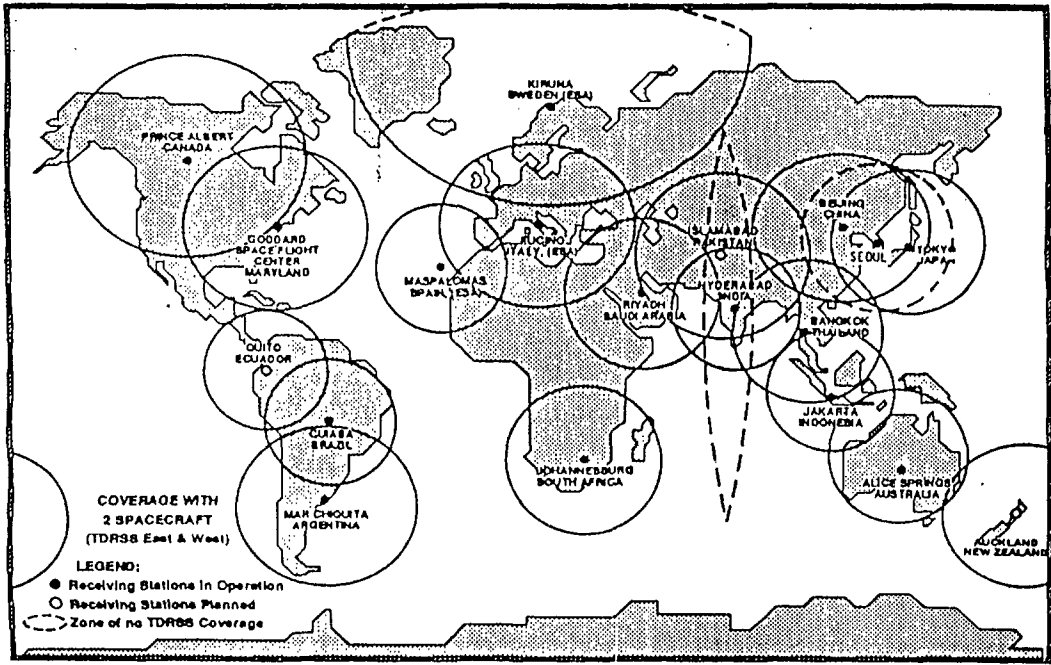 KIRUNA
SWEDEN (ESA)
PRINCE ALBERT
CANADA
GODDARD
SPACE FLIGHT
CENTER
MARYLAND
MASPALOMAS
SPAIN (ESA)
FUCINO
ITALY, (ESA)
ISLAMABAD
PAKISTAN
BEIJING
CHINA
SEOUL
TOKYO
JAPAN
RIYADH
SAUDI ARABIA
HYDERABAD
INDIA
BANGKOK
THAILAND
QUITO
ECUADOR
CUIABA
BRAZIL
JAKARTA
INDONESIA
JOHANNESBURG
SOUTH AFRICA
ALICE SPRINGS
AUSTRALIA
MAR CHIQUITA
ARGENTINA
AUCKLAND
NEW ZEALAND
COVERAGE WITH
2 SPACECRAFT
(TDRSS East & West)
LEGEND:
Receiving Stations in Operation
Receiving Stations Planned
Zone of no TDRSS Coverage